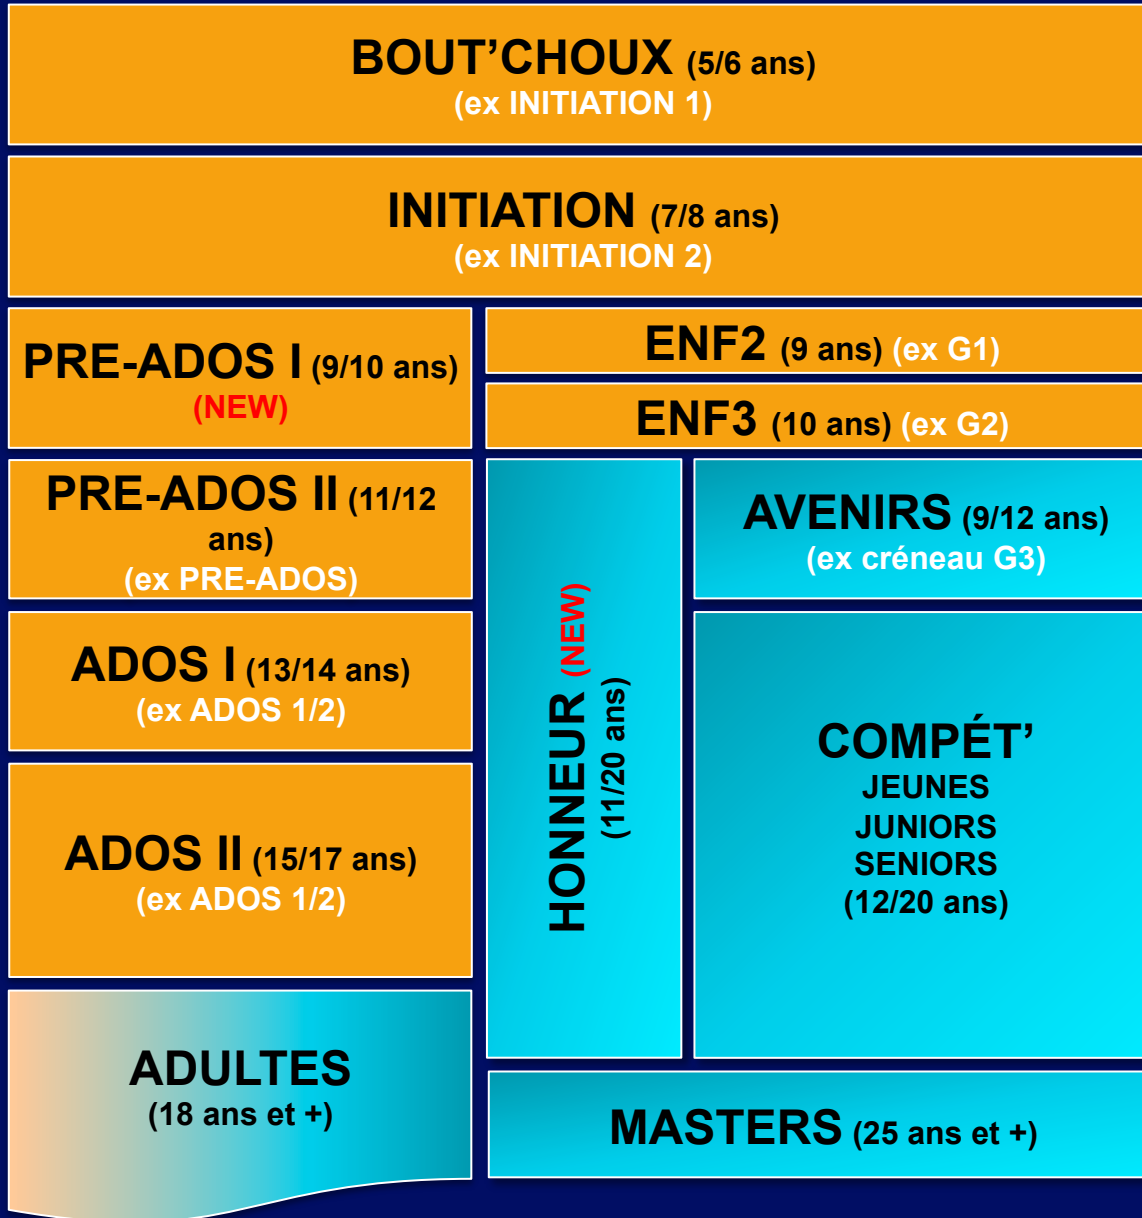 BOUT’CHOUX (5/6 ans)
(ex INITIATION 1)
INITIATION (7/8 ans)
(ex INITIATION 2)
PRE-ADOS I (9/10 ans)
(NEW)
ENF2 (9 ans) (ex G1)
ENF3 (10 ans) (ex G2)
PRE-ADOS II (11/12
ans)
(ex PRE-ADOS)
ADOS I (13/14 ans)
(ex ADOS 1/2)
ADOS II (15/17 ans)
(ex ADOS 1/2)
ADULTES
(18 ans et +)
HONNEUR (NEW)
(11/20 ans)
AVENIRS (9/12 ans)
(ex créneau G3)
COMPÉT’
JEUNES
JUNIORS
SENIORS
(12/20 ans)
MASTERS (25 ans et +)